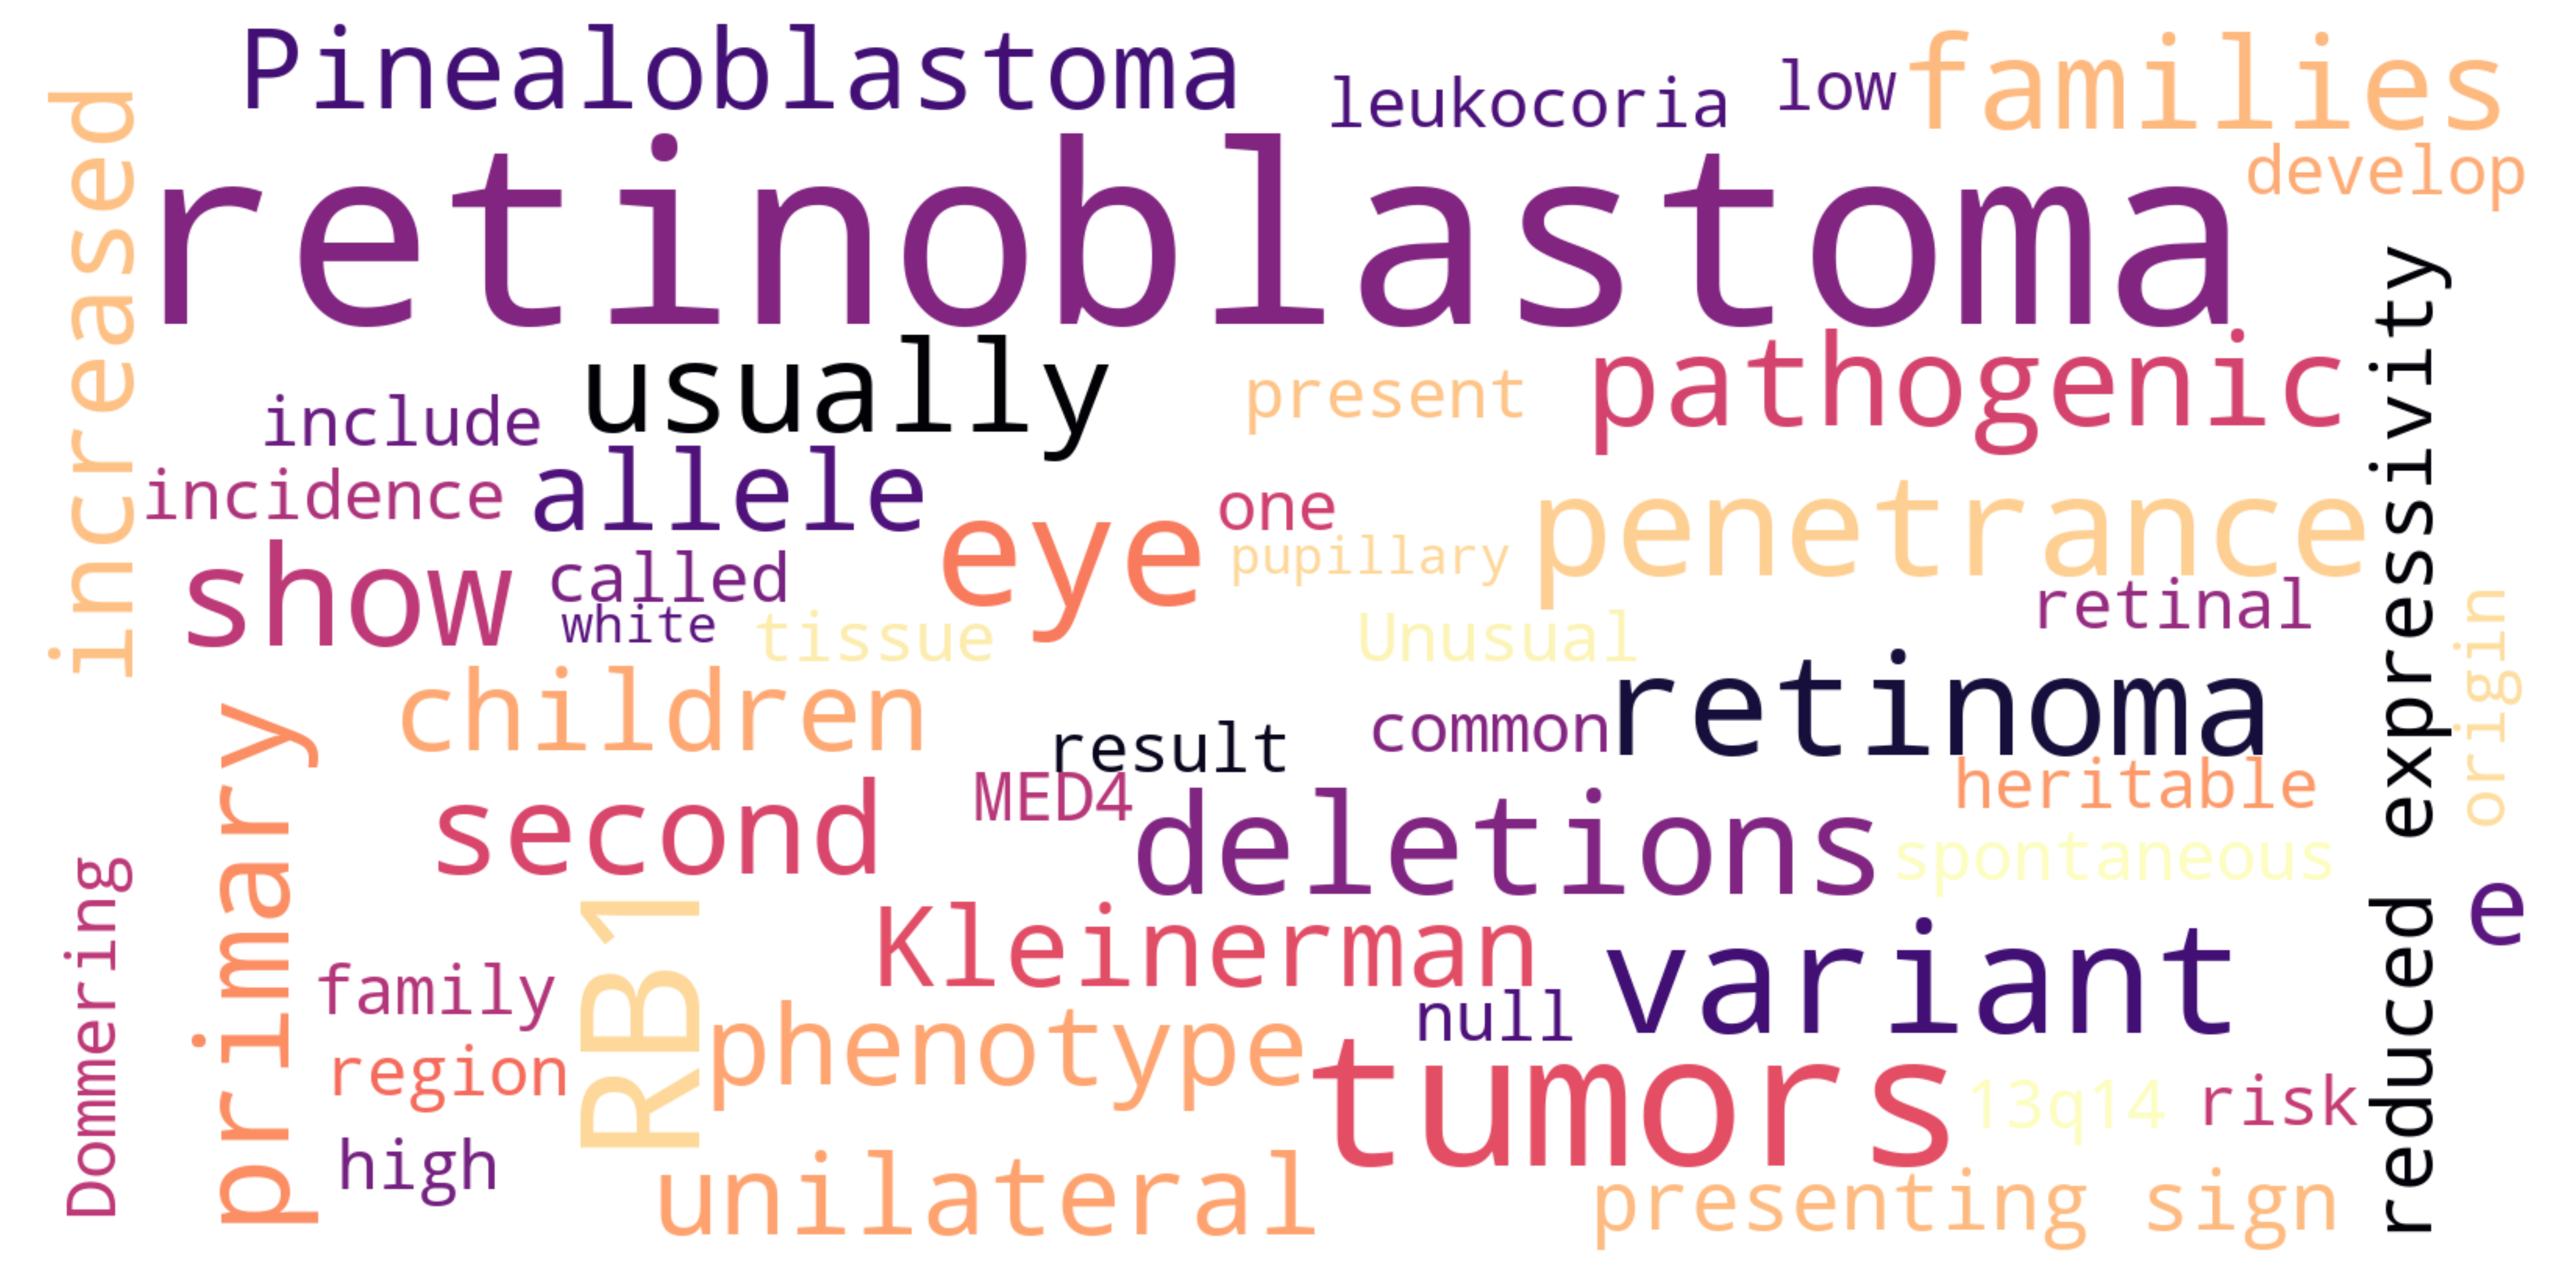 Pinealoblastoma
leukocoria
low
families
develop
increased
retinoblastoma
usually
present
pathogenic
include
incidence
allele
eye
one
pupillary
penetrance
reduced expressivity
show
called
white
tissue
Unusual
retinal
origin
children
result
common
retinoma
primary
second
MED4
deletions
heritable
spontaneous
e
Dommering
family
RB1
Kleinerman
null
variant
region
phenotype
tumors
13q14
risk
high
unilateral
presenting sign